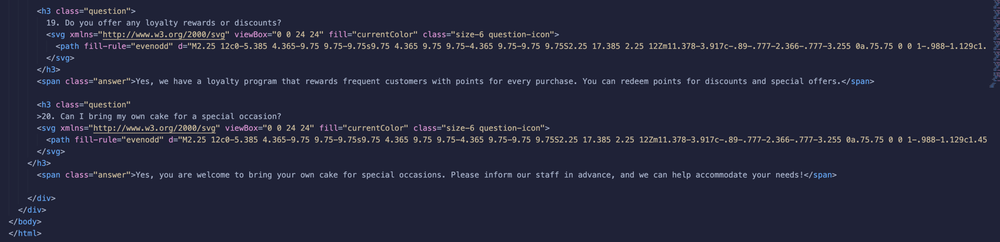 <h3 class="question">
19. Do you offer any loyalty rewards or discounts?
<svg xmlns="http://www.w3.org/2000/svg" viewBox="0 0 24 24" fill="currentColor" class="size-6 question-icon">
<path fill-rule="evenodd" d="M2.25 12c0-5.385 4.365-9.75 9.75-9.75s9.75 4.365 9.75 9.75-4.365 9.75-9.75 9.75S2.25 17.385 2.25 12Zm11.378-3.917c-.89-.777-2.366-.777-3.255 0a.75.75 0 0 1-.988-1.129c1.
</svg>
</h3>
<span class="answer">Yes, we have a loyalty program that rewards frequent customers with points for every purchase. You can redeem points for discounts and special offers.</span>
<h3 class="question"
>20. Can I bring my own cake for a special occasion?
<svg xmlns="http://www.w3.org/2000/svg" viewBox="0 0 24 24" fill="currentColor" class="size-6 question-icon">
<path fill-rule="evenodd" d="M2.25 12c0-5.385 4.365-9.75 9.75-9.75s9.75 4.365 9.75 9.75-4.365 9.75-9.75 9.75S2.25 17.385 2.25 12Zm11.378-3.917c-.89-.777-2.366-.777-3.255 0a.75.75 0 0 1-.988-1.129c1.45
</svg>
</h3>
<span class="answer">Yes, you are welcome to bring your own cake for special occasions. Please inform our staff in advance, and we can help accommodate your needs!</span>
</div>
</div>
</body>
</html>